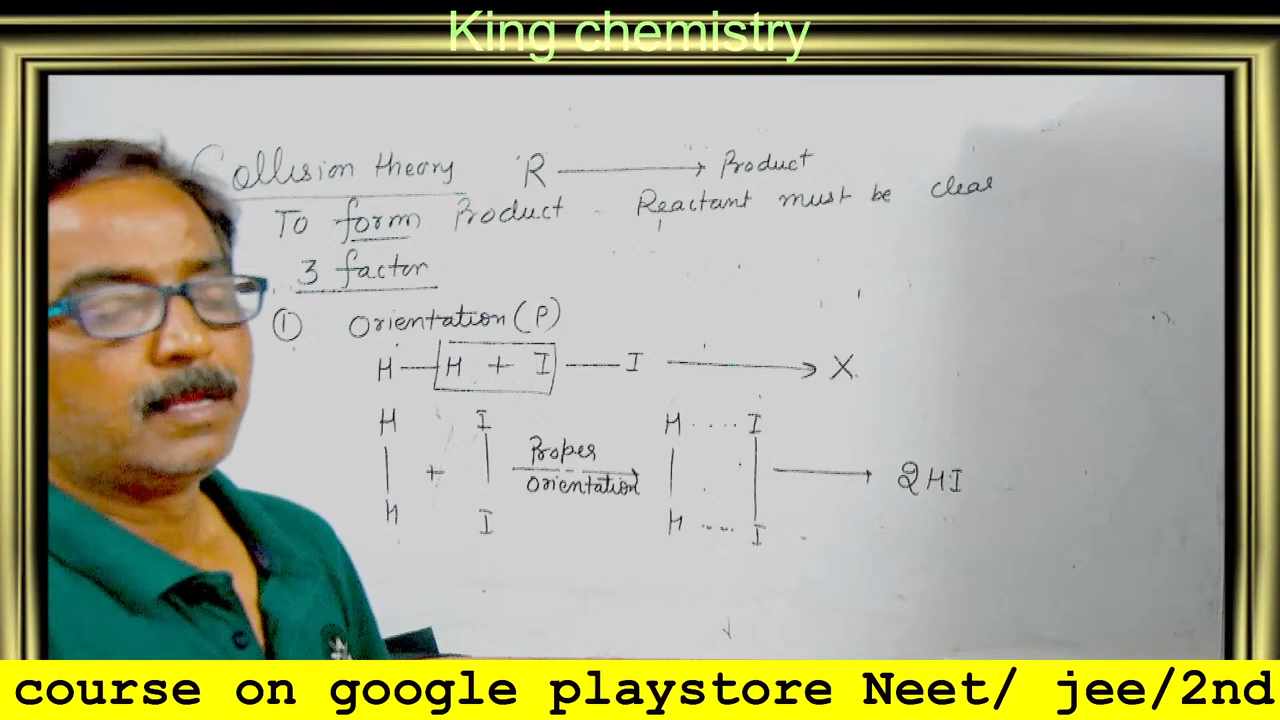 King chemistry
Collision theory R ⟶ Product
To form Product - Reactant must be clear
3 factor
① Orientation (P)
H—H + I—I ⟶ X
H I Proper H....I
| + | ⟶ | | ⟶ 2HI
H I orientation H....I
course on google playstore Neet/ jee/2nd